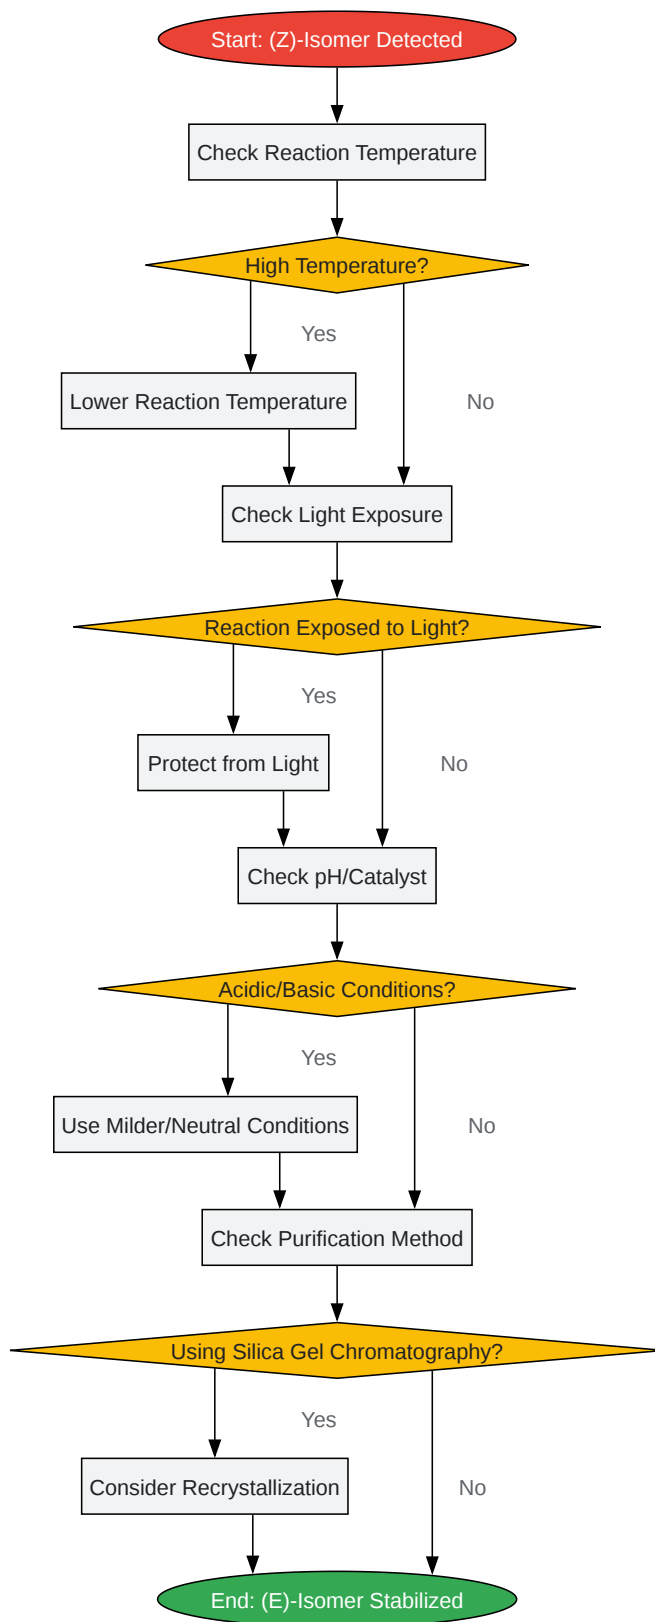 Start: (Z)-Isomer Detected
Check Reaction Temperature
High Temperature?
Yes
Lower Reaction Temperature
No
Check Light Exposure
Reaction Exposed to Light?
Yes
Protect from Light
No
Check pH/Catalyst
Acidic/Basic Conditions?
Yes
Use Milder/Neutral Conditions
No
Check Purification Method
Using Silica Gel Chromatography?
Yes
Consider Recrystallization
No
End: (E)-Isomer Stabilized